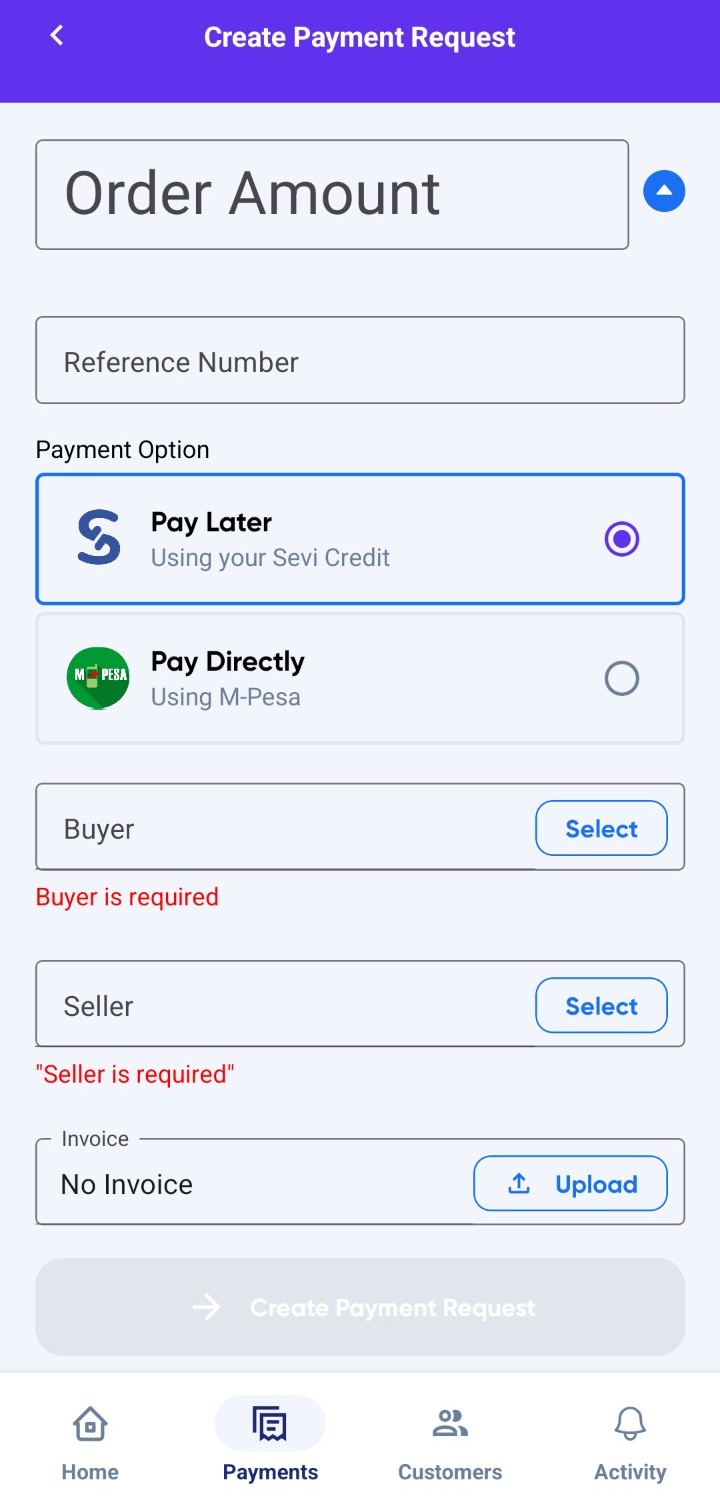 Create Payment Request
Order Amount
Reference Number
Payment Option
Pay Later
Using your Sevi Credit
M PESA
Pay Directly
Using M-Pesa
Buyer
Select
Buyer is required
Seller
Select
"Seller is required"
Invoice
No Invoice
Upload
Create Payment Request
Home
Payments
Customers
Activity